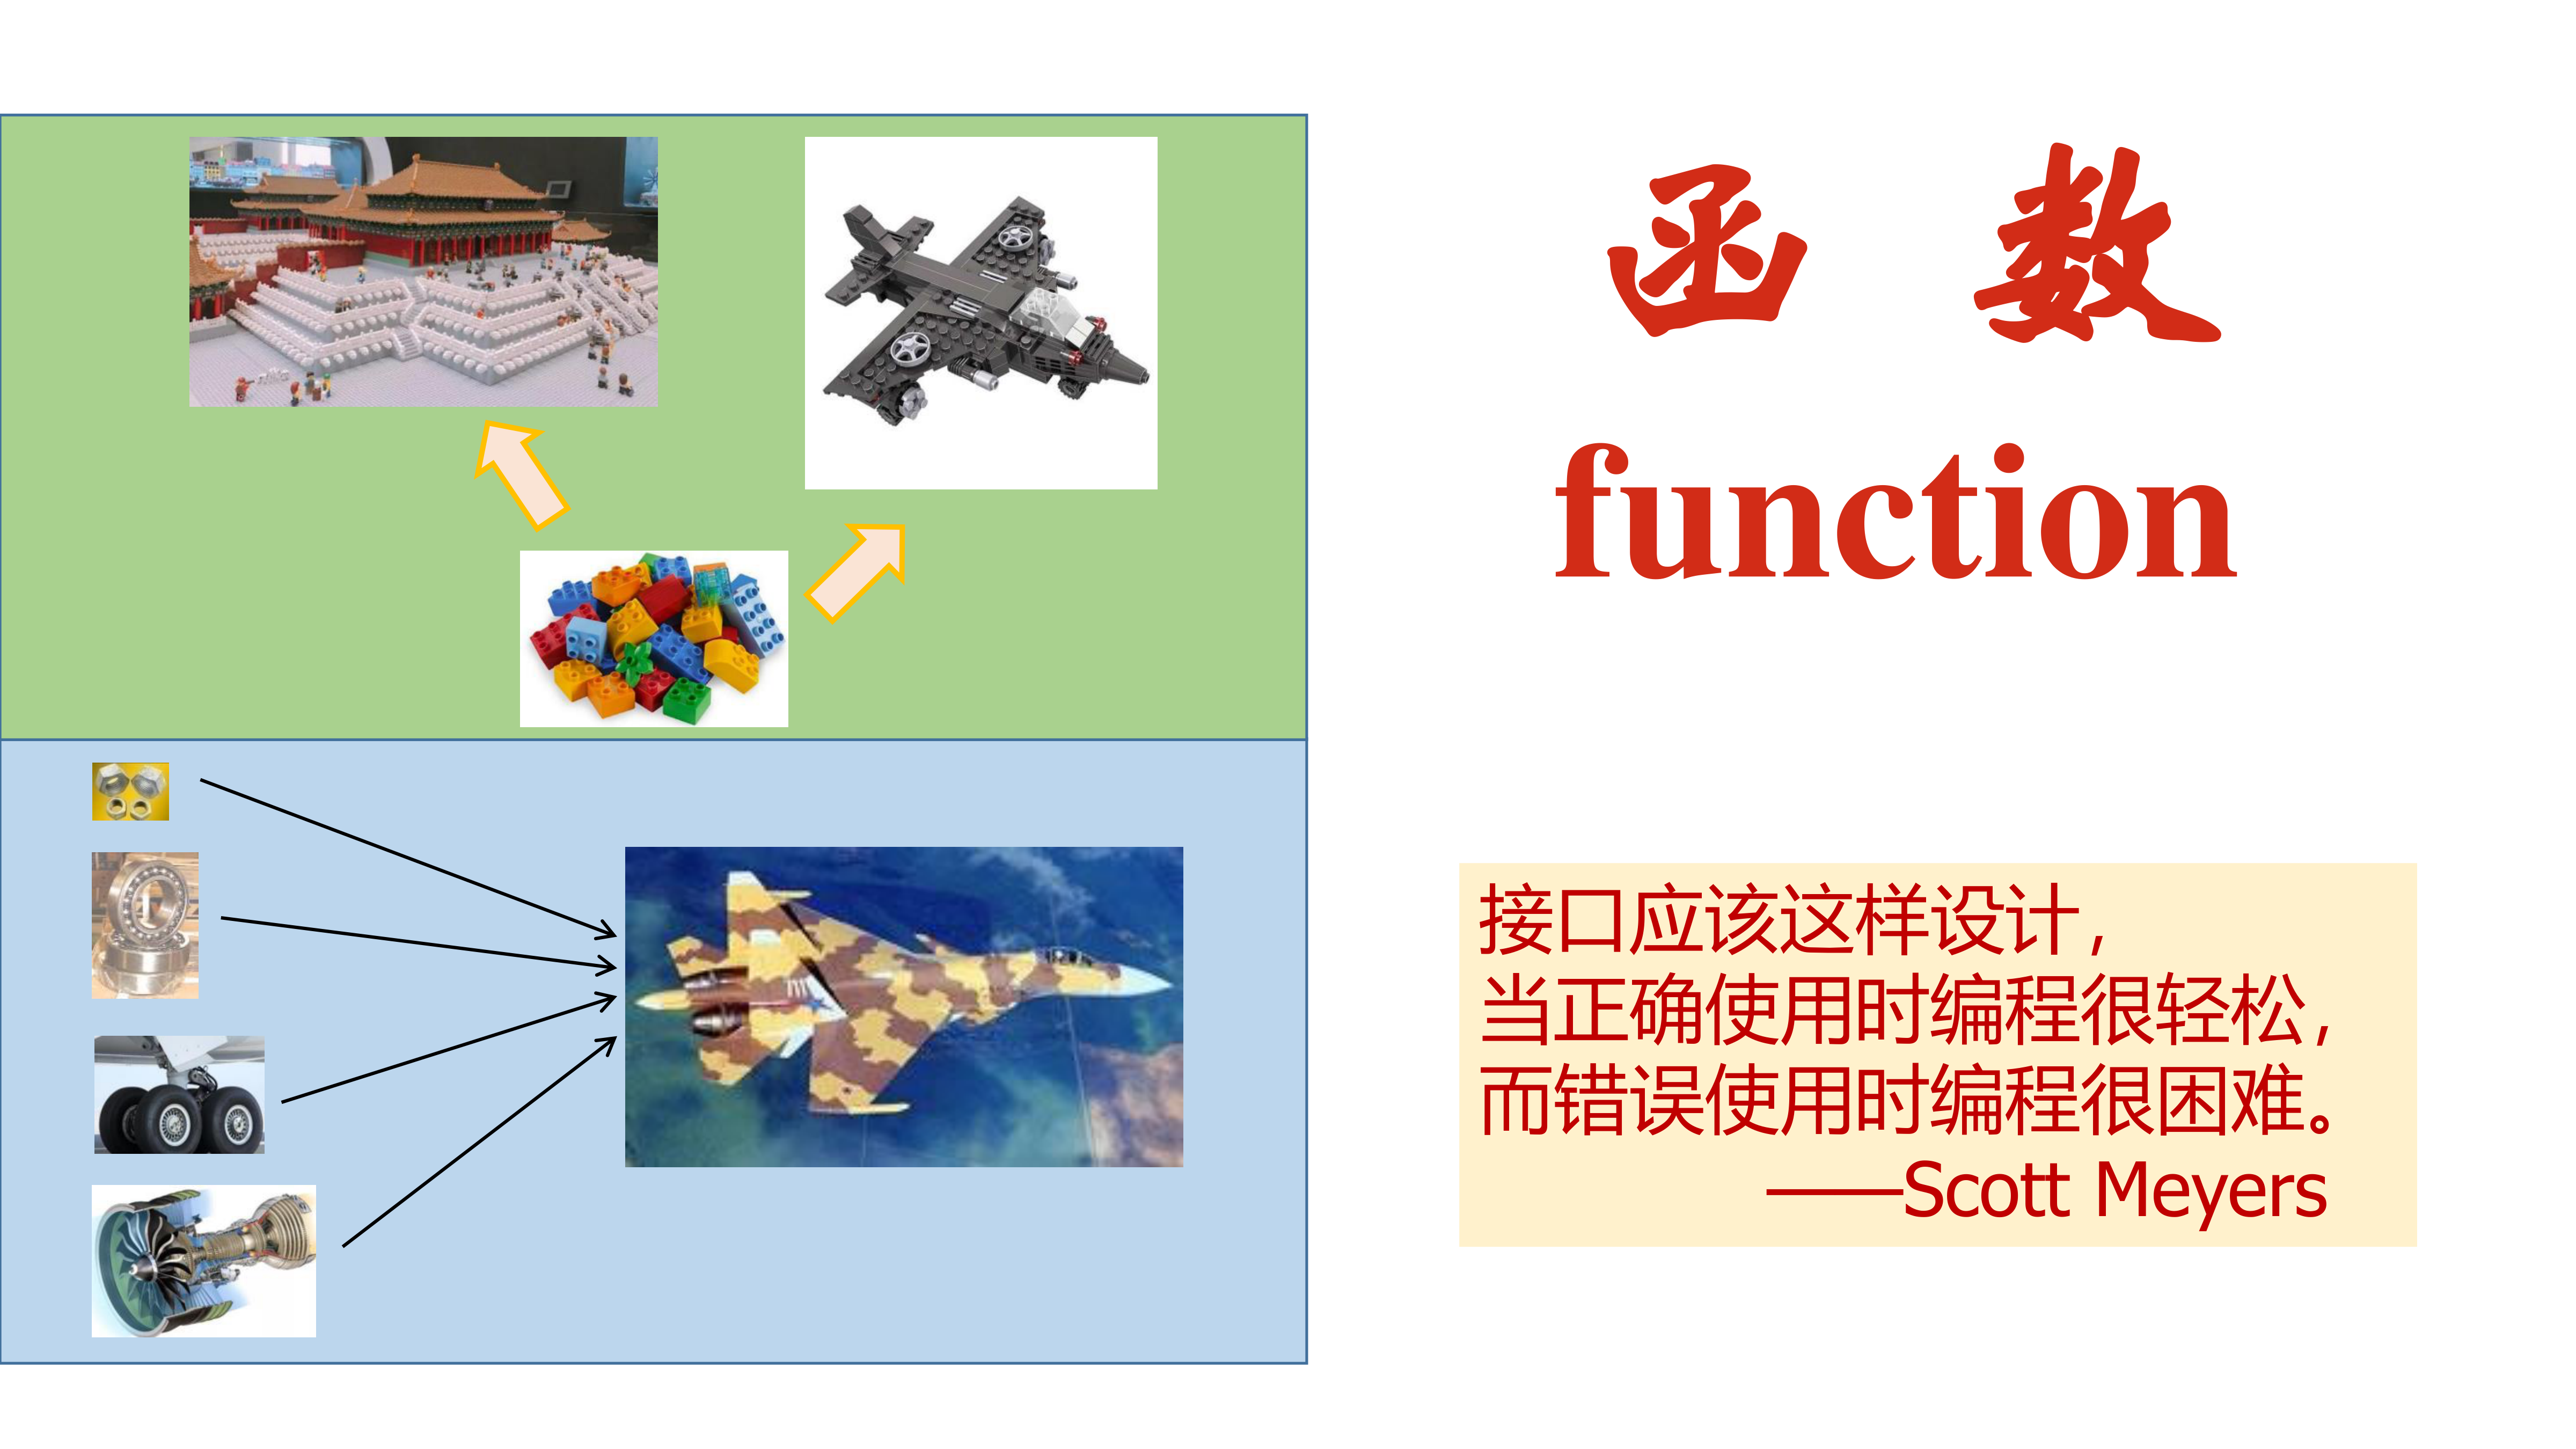 函 数
function
接口应该这样设计,
当正确使用时编程很轻松,
而错误使用时编程很困难。
——Scott Meyers